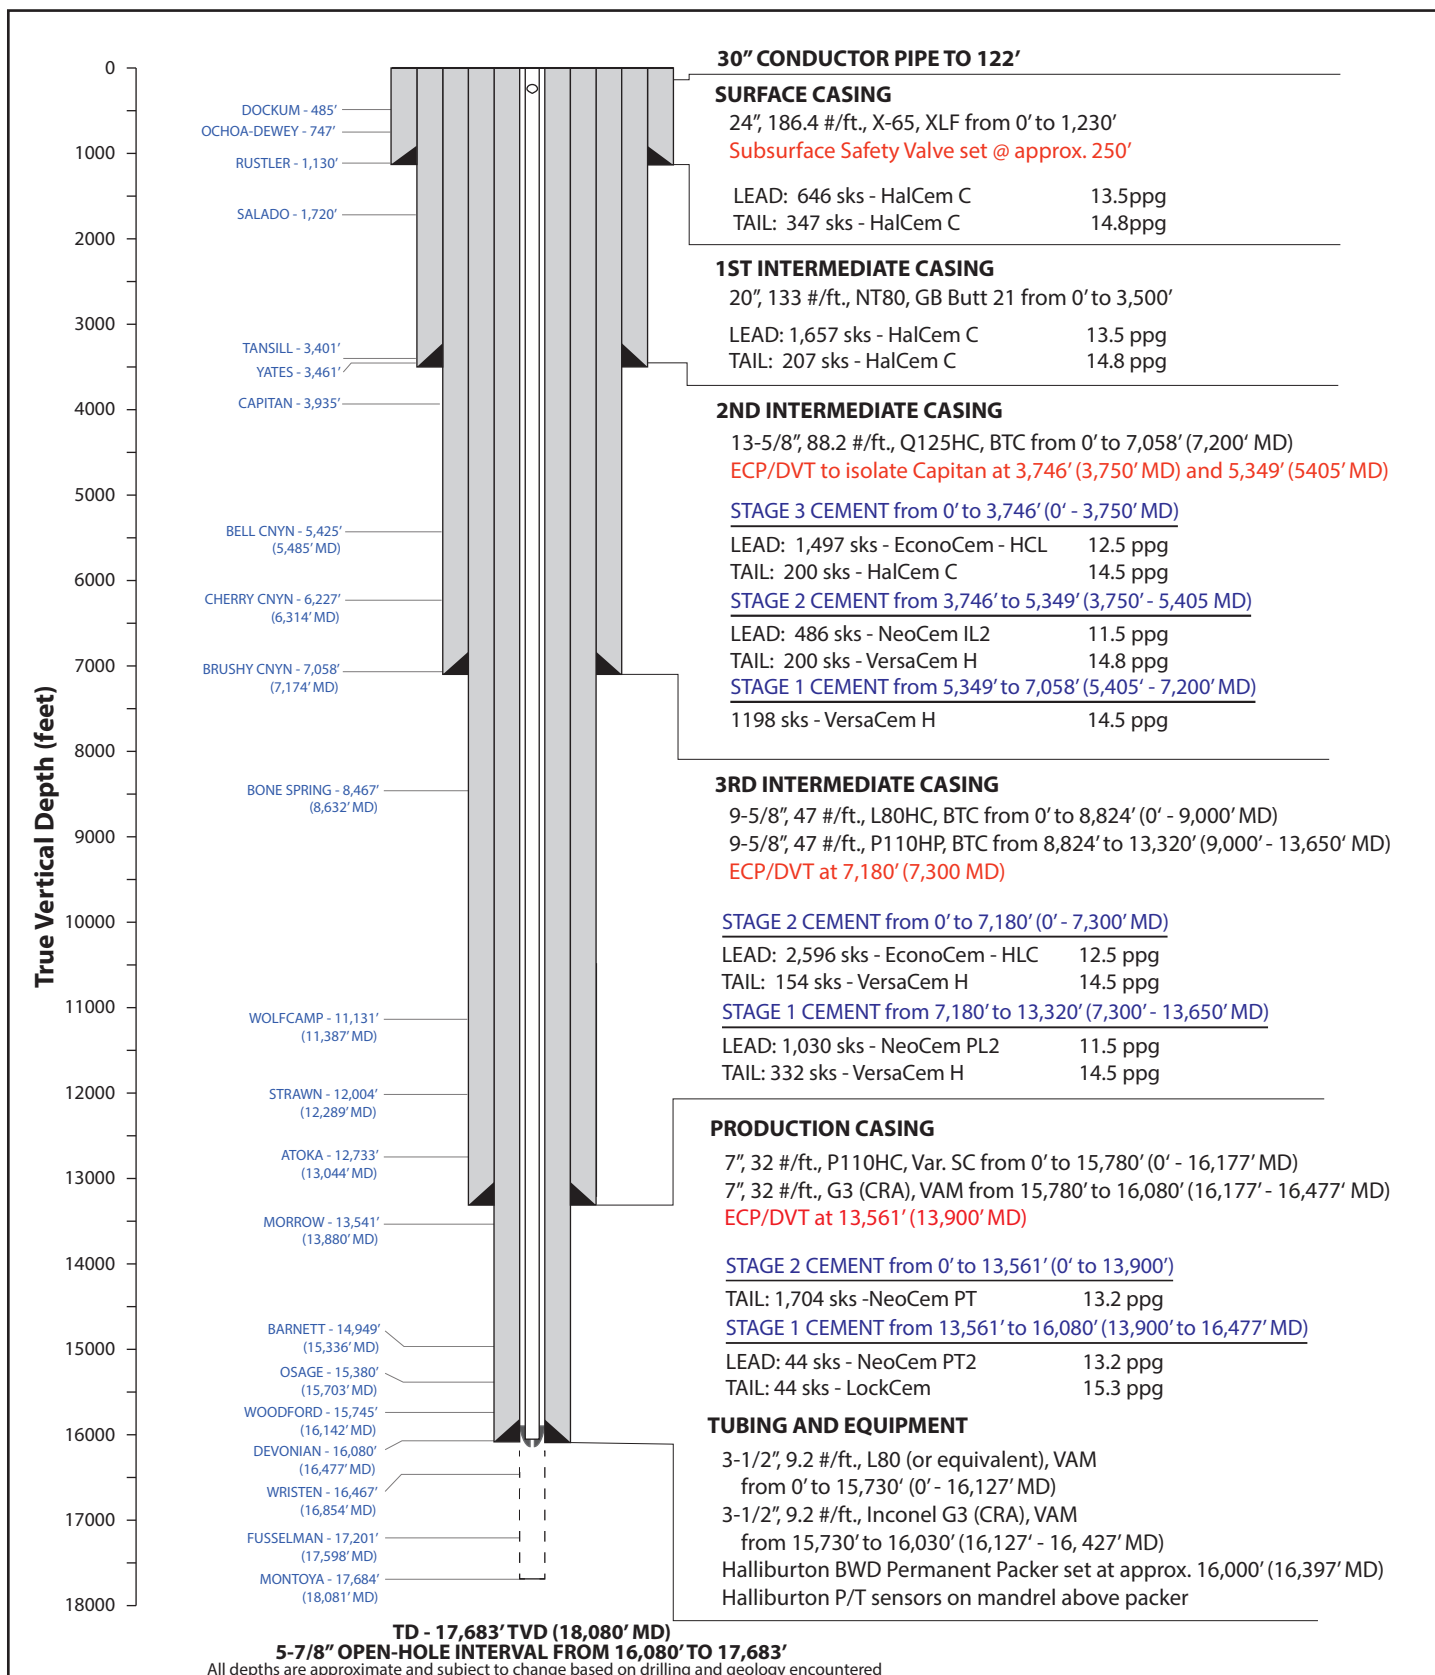 30" CONDUCTOR PIPE TO 122'
SURFACE CASING
24", 186.4 #/ft., X-65, XLF from 0' to 1,230'
Subsurface Safety Valve set @ approx. 250'
LEAD: 646 sks - HalCem C 13.5ppg
TAIL: 347 sks - HalCem C 14.8ppg
1ST INTERMEDIATE CASING
20", 133 #/ft., NT80, GB Butt 21 from 0' to 3,500'
LEAD: 1,657 sks - HalCem C 13.5 ppg
TAIL: 207 sks - HalCem C 14.8 ppg
2ND INTERMEDIATE CASING
13-5/8", 88.2 #/ft., Q125HC, BTC from 0' to 7,058' (7,200' MD)
ECP/DVT to isolate Capitan at 3,746' (3,750' MD) and 5,349' (5405' MD)
STAGE 3 CEMENT from 0' to 3,746' (0' - 3,750' MD)
LEAD: 1,497 sks - EconoCem - HCL 12.5 ppg
TAIL: 200 sks - HalCem C 14.5 ppg
STAGE 2 CEMENT from 3,746' to 5,349' (3,750' - 5,405 MD)
LEAD: 486 sks - NeoCem IL2 11.5 ppg
TAIL: 200 sks - VersaCem H 14.8 ppg
STAGE 1 CEMENT from 5,349' to 7,058' (5,405' - 7,200' MD)
1198 sks - VersaCem H 14.5 ppg
3RD INTERMEDIATE CASING
9-5/8", 47 #/ft., L80HC, BTC from 0' to 8,824' (0' - 9,000' MD)
9-5/8", 47 #/ft., P110HP, BTC from 8,824' to 13,320' (9,000' - 13,650' MD)
ECP/DVT at 7,180' (7,300 MD)
STAGE 2 CEMENT from 0' to 7,180' (0' - 7,300' MD)
LEAD: 2,596 sks - EconoCem - HLC 12.5 ppg
TAIL: 154 sks - VersaCem H 14.5 ppg
STAGE 1 CEMENT from 7,180' to 13,320' (7,300' - 13,650' MD)
LEAD: 1,030 sks - NeoCem PL2 11.5 ppg
TAIL: 332 sks - VersaCem H 14.5 ppg
PRODUCTION CASING
7", 32 #/ft., P110HC, Var. SC from 0' to 15,780' (0' - 16,177' MD)
7", 32 #/ft., G3 (CRA), VAM from 15,780' to 16,080' (16,177' - 16,477' MD)
ECP/DVT at 13,561' (13,900' MD)
STAGE 2 CEMENT from 0' to 13,561' (0' to 13,900')
TAIL: 1,704 sks -NeoCem PT 13.2 ppg
STAGE 1 CEMENT from 13,561' to 16,080' (13,900' to 16,477' MD)
LEAD: 44 sks - NeoCem PT2 13.2 ppg
TAIL: 44 sks - LockCem 15.3 ppg
TUBING AND EQUIPMENT
3-1/2", 9.2 #/ft., L80 (or equivalent), VAM
from 0' to 15,730' (0' - 16,127' MD)
3-1/2", 9.2 #/ft., Inconel G3 (CRA), VAM
from 15,730' to 16,030' (16,127' - 16, 427' MD)
Halliburton BWD Permanent Packer set at approx. 16,000' (16,397' MD)
Halliburton P/T sensors on mandrel above packer
True Vertical Depth (feet)
0
1000
2000
3000
4000
5000
6000
7000
8000
9000
10000
11000
12000
13000
14000
15000
16000
17000
18000
DOCKUM - 485'
OCHOA-DEWEY - 747'
RUSTLER - 1,130'
SALADO - 1,720'
TANSILL - 3,401'
YATES - 3,461'
CAPITAN - 3,935'
BELL CNYN - 5,425'
(5,485' MD)
CHERRY CNYN - 6,227'
(6,314' MD)
BRUSHY CNYN - 7,058'
(7,174' MD)
BONE SPRING - 8,467'
(8,632' MD)
WOLFCAMP - 11,131'
(11,387' MD)
STRAWN - 12,004'
(12,289' MD)
ATOKA - 12,733'
(13,044' MD)
MORROW - 13,541'
(13,880' MD)
BARNETT - 14,949'
(15,336' MD)
OSAGE - 15,380'
(15,703' MD)
WOODFORD - 15,745'
(16,142' MD)
DEVONIAN - 16,080'
(16,477' MD)
WRISTEN - 16,467'
(16,854' MD)
FUSSELMAN - 17,201'
(17,598' MD)
MONTOYA - 17,684'
(18,081' MD)
TD - 17,683' TVD (18,080' MD)
5-7/8" OPEN-HOLE INTERVAL FROM 16,080' TO 17,683'
All depths are approximate and subject to change based on drilling and geology encountered